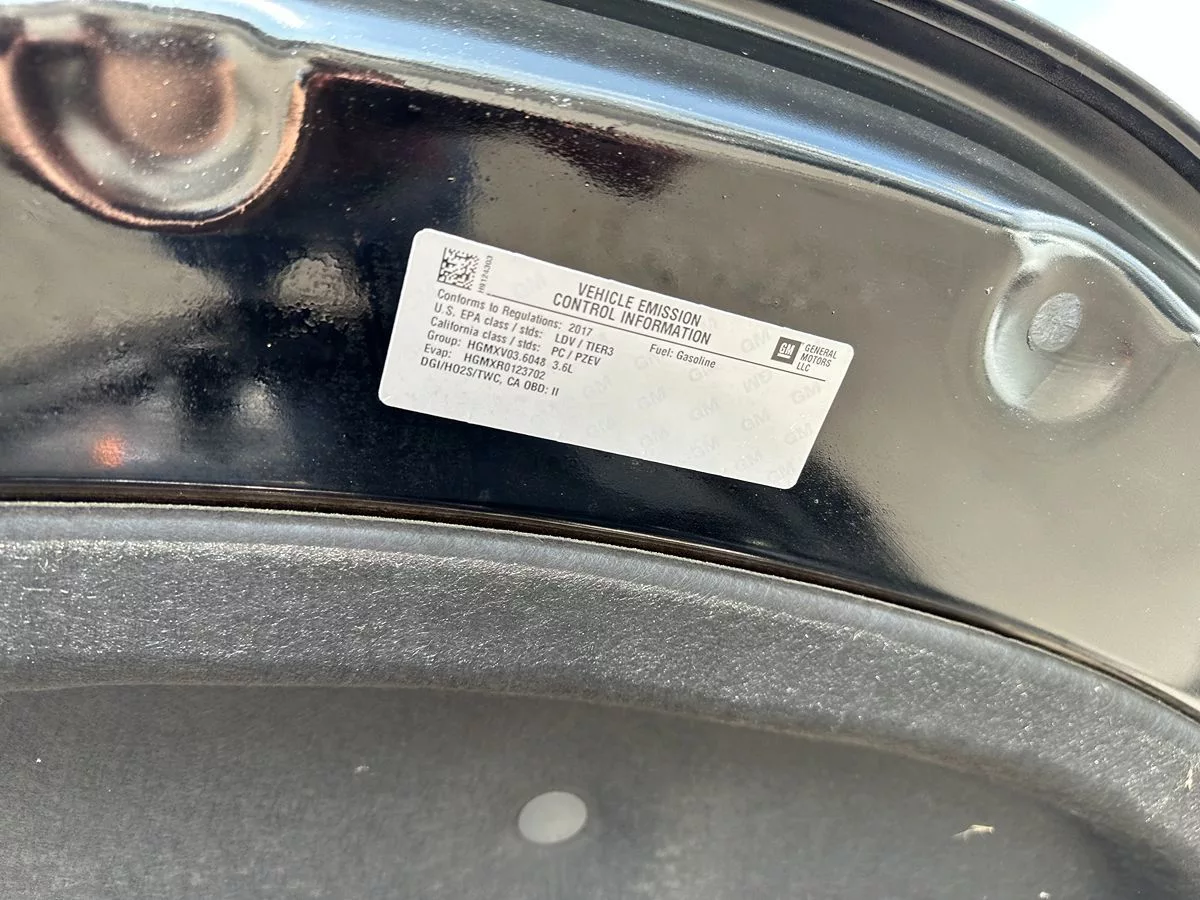 H9124303
VEHICLE EMISSION
CONTROL INFORMATION
Conforms to Regulations: 2017 Fuel: Gasoline
U.S. EPA class / stds: LDV / TIER3
California class / stds: PC / PZEV
Group: HGMXV03.6048 3.6L
Evap: HGMXR0123702
DGI/HO2S/TWC, CA OBD: II
GM GENERAL
MOTORS
LLC